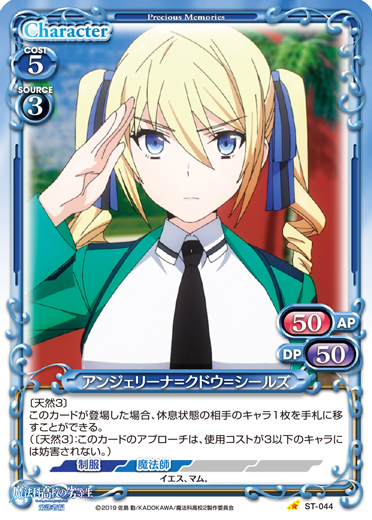 Precious Memories
Character
COST
5
SOURCE
3
50 AP
DP 50
アンジェリーナ=クドウ=シールズ
〔天然3〕
このカードが登場した場合、休息状態の相手のキャラ1枚を手札に移
すことができる。
(〔天然3〕:このカードのアプローチは、使用コストが3以下のキャラに
は妨害されない。)
制服 魔法師
イエス、マム。
魔法科高校の劣等生
©2019 佐島 勤/KADOKAWA/魔法科高校2製作委員会
ST-044